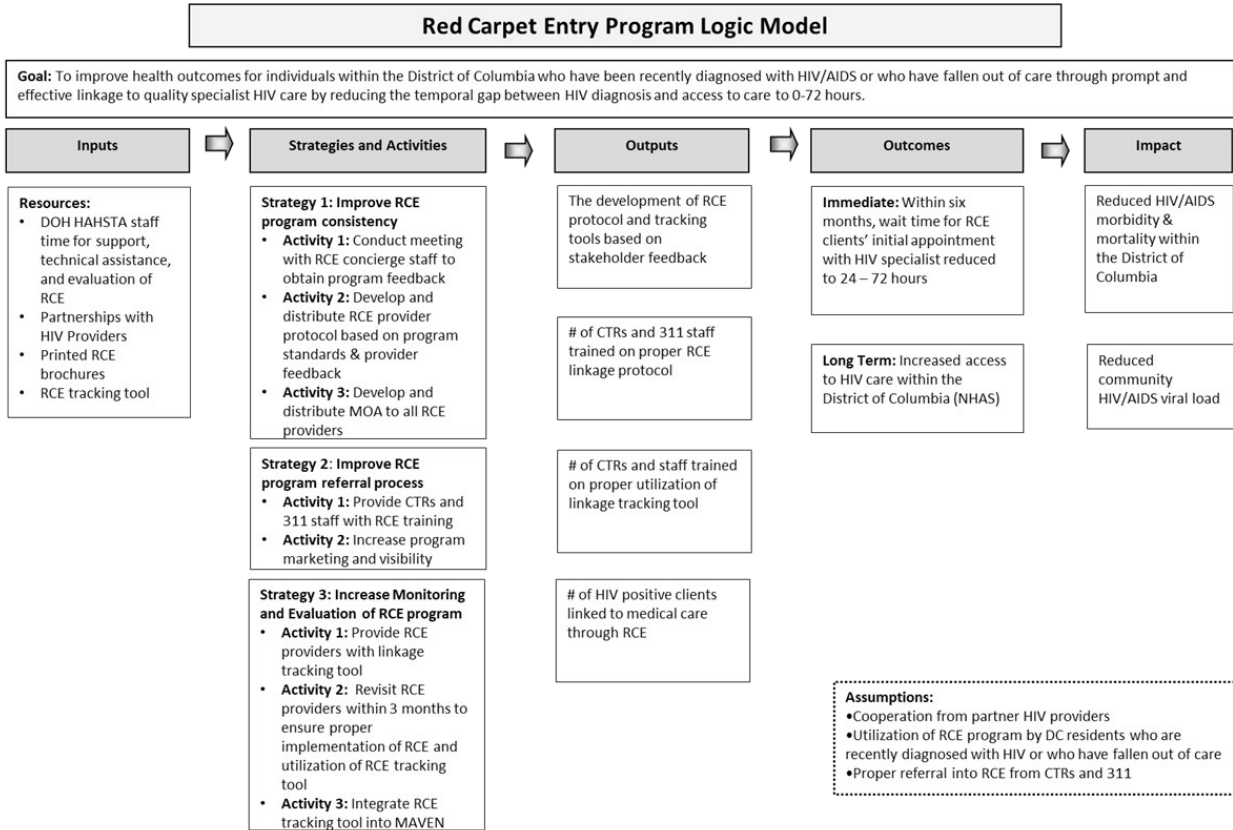 Red Carpet Entry Program Logic Model
Goal: To improve health outcomes for individuals within the District of Columbia who have been recently diagnosed with HIV/AIDS or who have fallen out of care through prompt and
effective linkage to quality specialist HIV care by reducing the temporal gap between HIV diagnosis and access to care to 0-72 hours.
Inputs
Resources:
• DOH HAHSTA staff
time for support,
technical assistance,
and evaluation of
RCE
• Partnerships with
HIV Providers
• Printed RCE
brochures
• RCE tracking tool
Strategies and Activities
Strategy 1: Improve RCE
program consistency
• Activity 1: Conduct meeting
with RCE concierge staff to
obtain program feedback
• Activity 2: Develop and
distribute RCE provider
protocol based on program
standards & provider
feedback
• Activity 3: Develop and
distribute MOA to all RCE
providers
Strategy 2: Improve RCE
program referral process
• Activity 1: Provide CTRs and
311 staff with RCE training
• Activity 2: Increase program
marketing and visibility
Strategy 3: Increase Monitoring
and Evaluation of RCE program
• Activity 1: Provide RCE
providers with linkage
tracking tool
• Activity 2: Revisit RCE
providers within 3 months to
ensure proper
implementation of RCE and
utilization of RCE tracking
tool
• Activity 3: Integrate RCE
tracking tool into MAVEN
Outputs
The development of RCE
protocol and tracking
tools based on
stakeholder feedback
# of CTRs and 311 staff
trained on proper RCE
linkage protocol
# of CTRs and staff trained
on proper utilization of
linkage tracking tool
# of HIV positive clients
linked to medical care
through RCE
Outcomes
Immediate: Within six
months, wait time for RCE
clients' initial appointment
with HIV specialist reduced
to 24 – 72 hours
Long Term: Increased access
to HIV care within the
District of Columbia (NHAS)
Impact
Reduced HIV/AIDS
morbidity &
mortality within
the District of
Columbia
Reduced
community
HIV/AIDS viral load
Assumptions:
•Cooperation from partner HIV providers
•Utilization of RCE program by DC residents who are
recently diagnosed with HIV or who have fallen out of care
•Proper referral into RCE from CTRs and 311